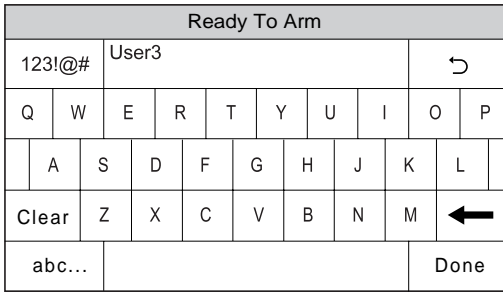 Ready To Arm
123!@# User3
Q W E R T Y U I O P
A S D F G H J K L
Clear Z X C V B N M
abc... Done